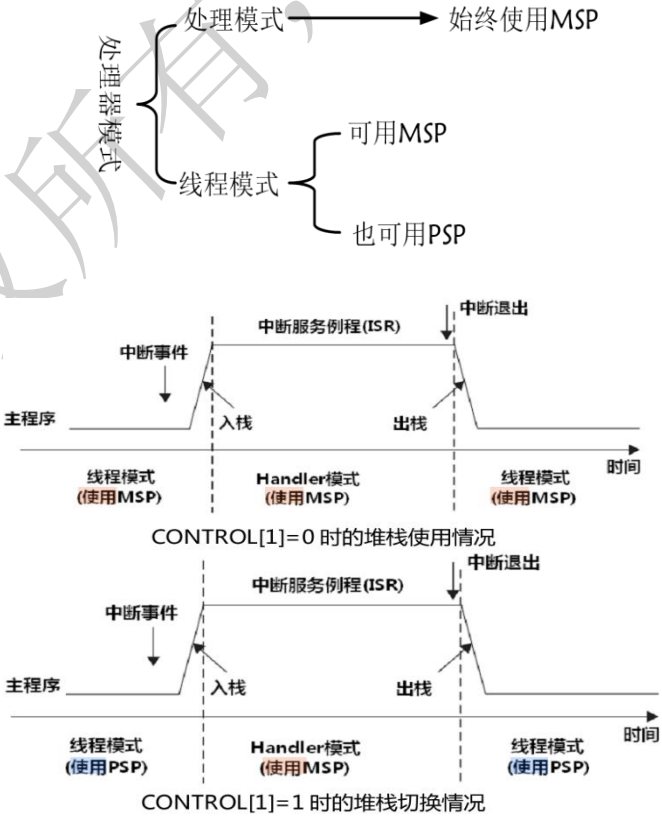 处理模式 始终使用MSP
处理器模式
可用MSP
线程模式
也可用PSP
所有，
中断退出
中断服务例程(ISR)
中断事件
主程序 入栈 出栈
时间
线程模式 Handler模式 线程模式
(使用MSP) (使用MSP) (使用MSP)
CONTROL[1]=0 时的堆栈使用情况
中断退出
中断服务例程(ISR)
中断事件
主程序 入栈 出栈
时间
线程模式 Handler模式 线程模式
(使用PSP) (使用MSP) (使用PSP)
CONTROL[1]=1 时的堆栈切换情况